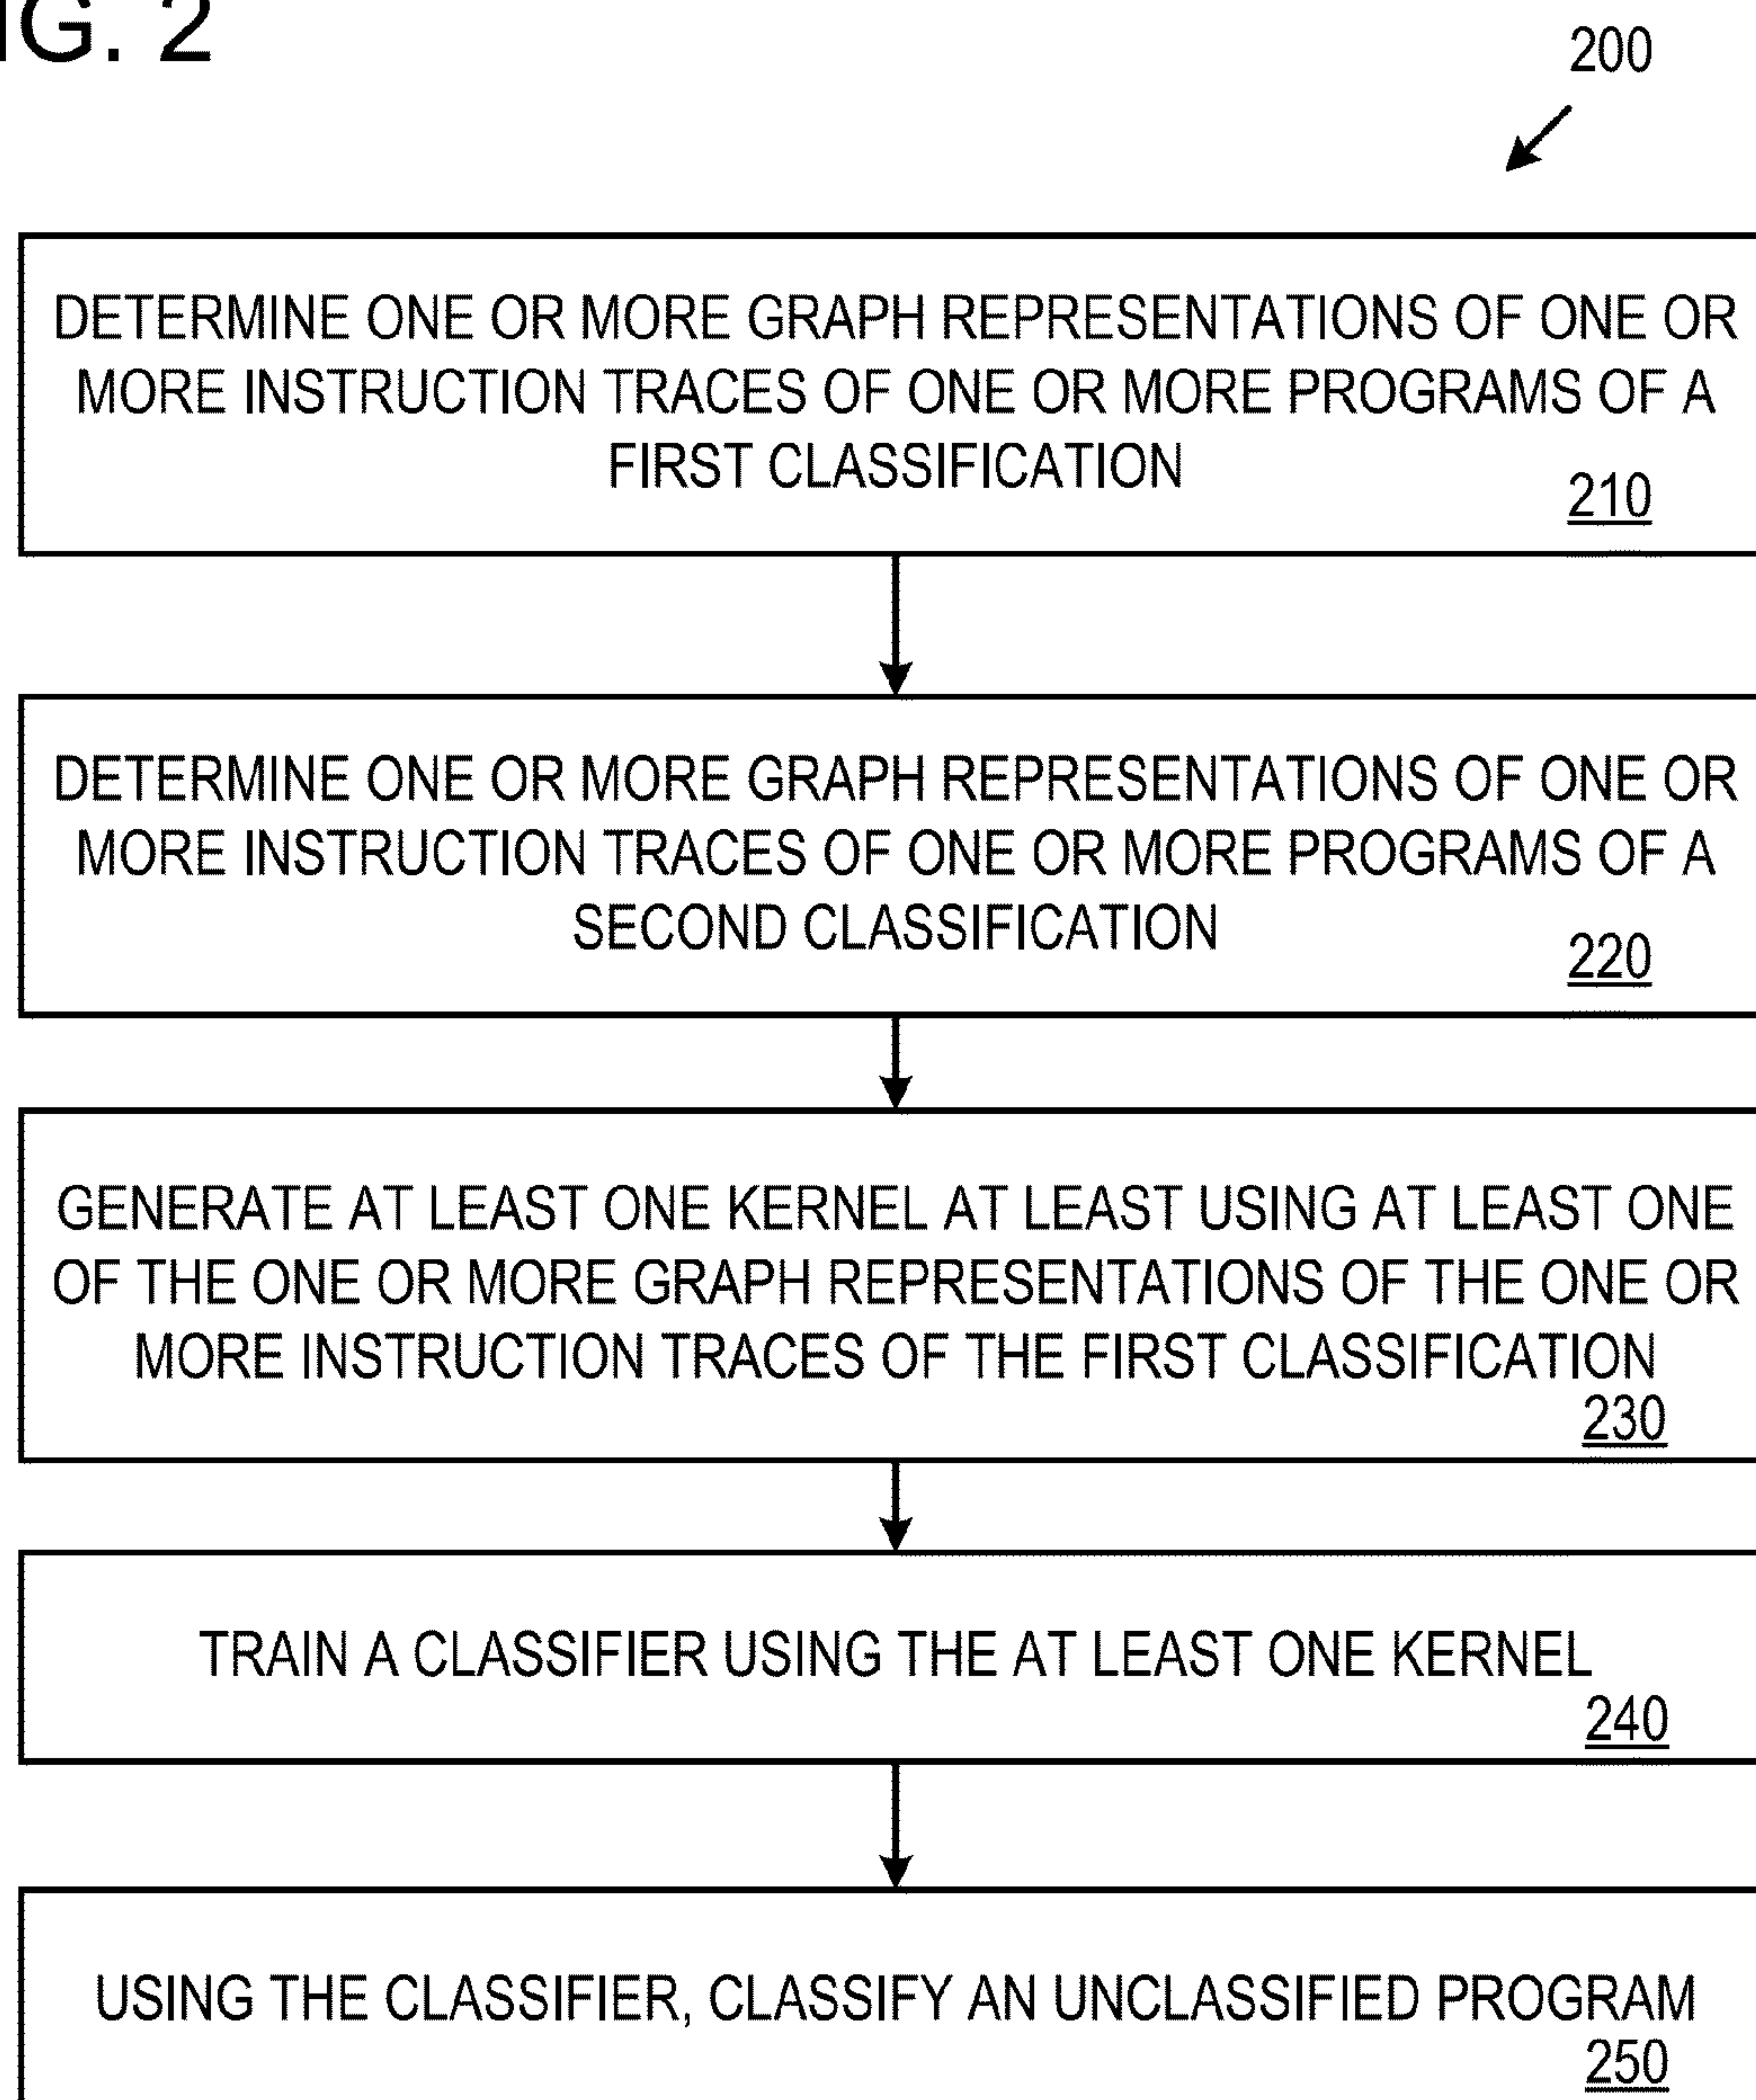 IG. 2
200
DETERMINE ONE OR MORE GRAPH REPRESENTATIONS OF ONE OR
MORE INSTRUCTION TRACES OF ONE OR MORE PROGRAMS OF A
FIRST CLASSIFICATION
210
DETERMINE ONE OR MORE GRAPH REPRESENTATIONS OF ONE OR
MORE INSTRUCTION TRACES OF ONE OR MORE PROGRAMS OF A
SECOND CLASSIFICATION
220
GENERATE AT LEAST ONE KERNEL AT LEAST USING AT LEAST ONE
OF THE ONE OR MORE GRAPH REPRESENTATIONS OF THE ONE OR
MORE INSTRUCTION TRACES OF THE FIRST CLASSIFICATION
230
TRAIN A CLASSIFIER USING THE AT LEAST ONE KERNEL
240
USING THE CLASSIFIER, CLASSIFY AN UNCLASSIFIED PROGRAM
250